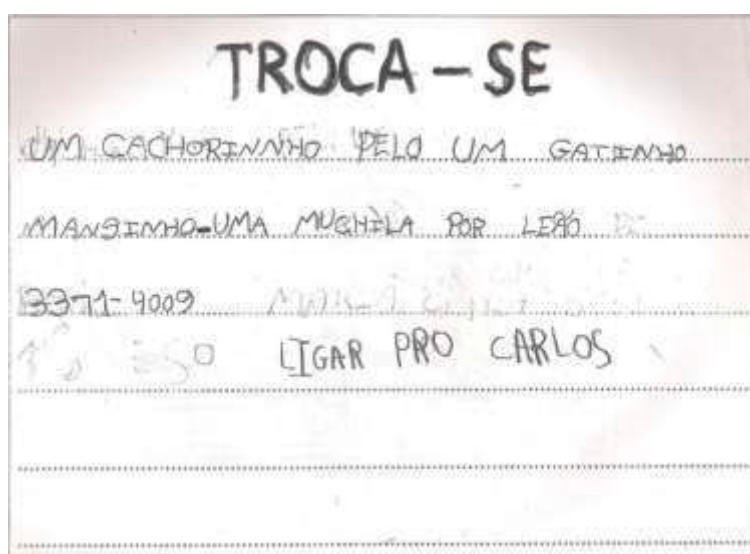 TROCA - SE
UM CACHORINNHO PELO UM GATINHO
MANSINHO-UMA MUCHILA POR LEÃO
3371-4009
LIGAR PRO CARLOS